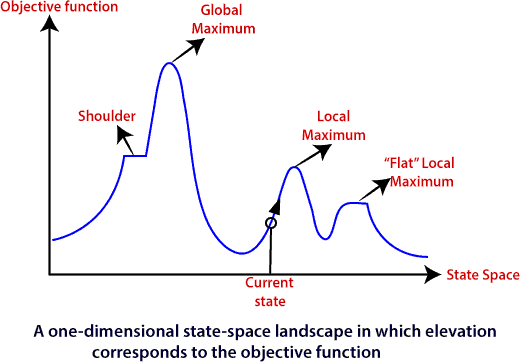 Objective function
Global
Maximum
Shoulder
Local
Maximum
“Flat” Local
Maximum
Current
state
State Space
A one-dimensional state-space landscape in which elevation
corresponds to the objective function